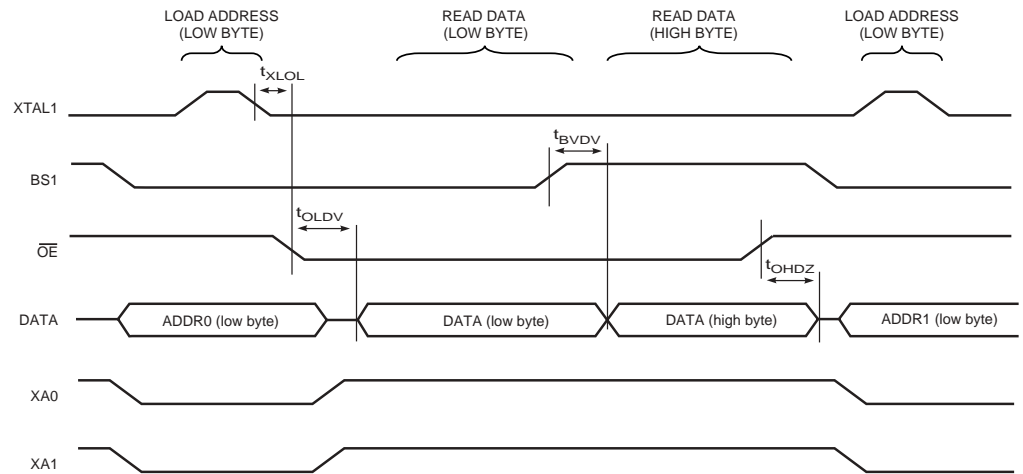 LOAD ADDRESS
(LOW BYTE)
READ DATA
(LOW BYTE)
READ DATA
(HIGH BYTE)
LOAD ADDRESS
(LOW BYTE)
tXLOL
XTAL1
tBVDV
BS1
tOLDV
OE
tOHDZ
DATA
ADDR0 (low byte)
DATA (low byte)
DATA (high byte)
ADDR1 (low byte)
XA0
XA1